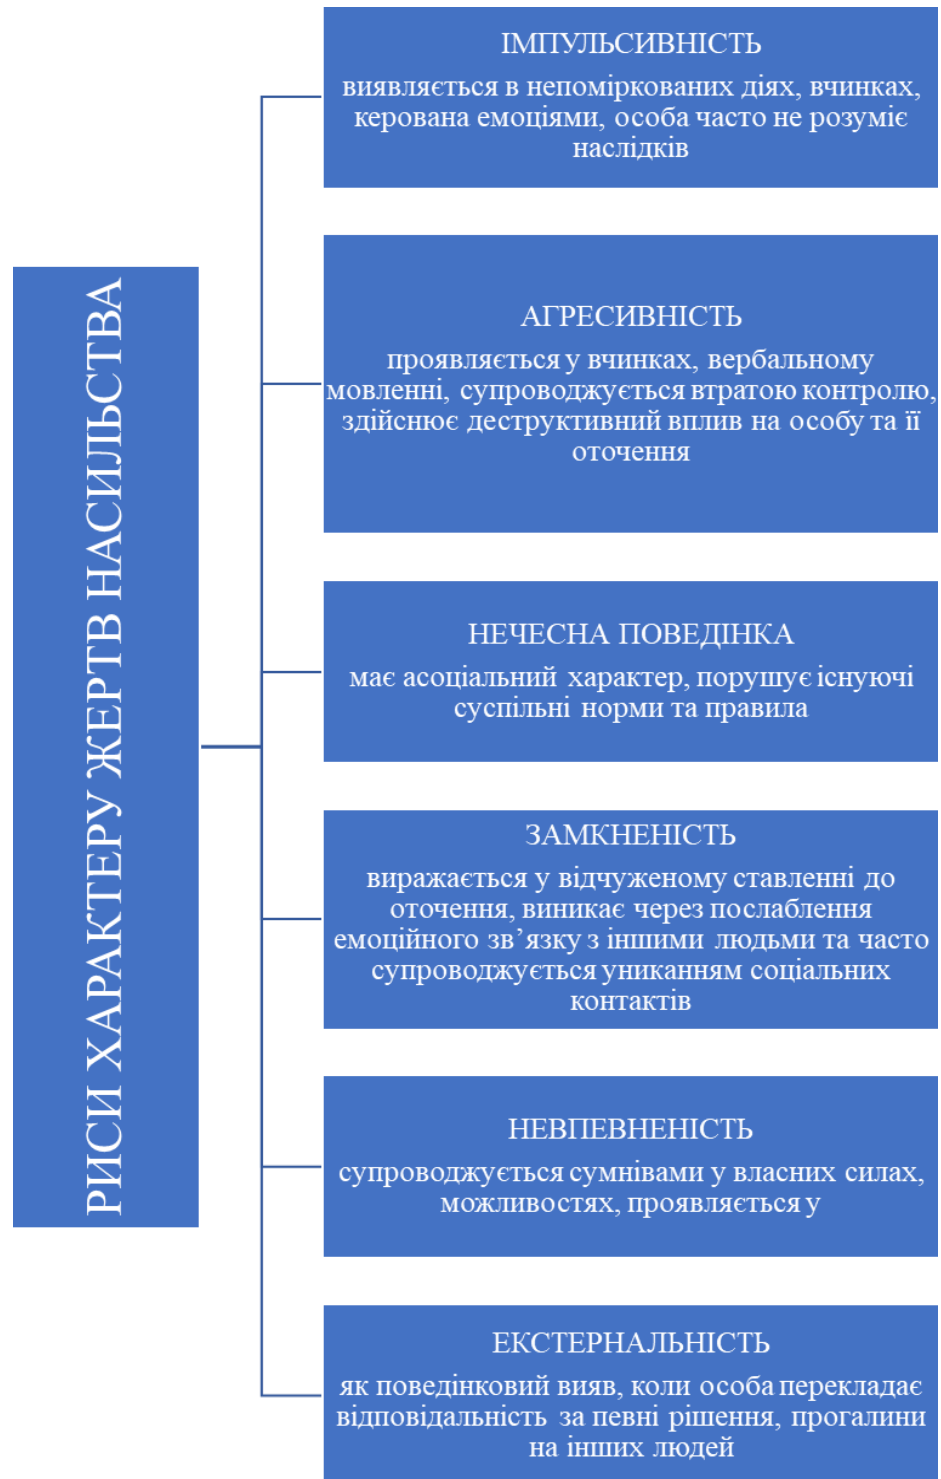 РИСИ ХАРАКТЕРУ ЖЕРТВ НАСИЛЬСТВА
ІМПУЛЬСИВНІСТЬ
виявляється в непоміркованих діях, вчинках,
керована емоціями, особа часто не розуміє
наслідків
АГРЕСИВНІСТЬ
проявляється у вчинках, вербальному
мовленні, супроводжується втратою контролю,
здійснює деструктивний вплив на особу та її
оточення
НЕЧЕСНА ПОВЕДІНКА
має асоціальний характер, порушує існуючі
суспільні норми та правила
ЗАМКНЕНІСТЬ
виражається у відчуженому ставленні до
оточення, виникає через послаблення
емоційного зв’язку з іншими людьми та часто
супроводжується униканням соціальних
контактів
НЕВПЕВНЕНІСТЬ
супроводжується сумнівами у власних силах,
можливостях, проявляється у
ЕКСТЕРНАЛЬНІСТЬ
як поведінковий вияв, коли особа перекладає
відповідальність за певні рішення, прогалини
на інших людей